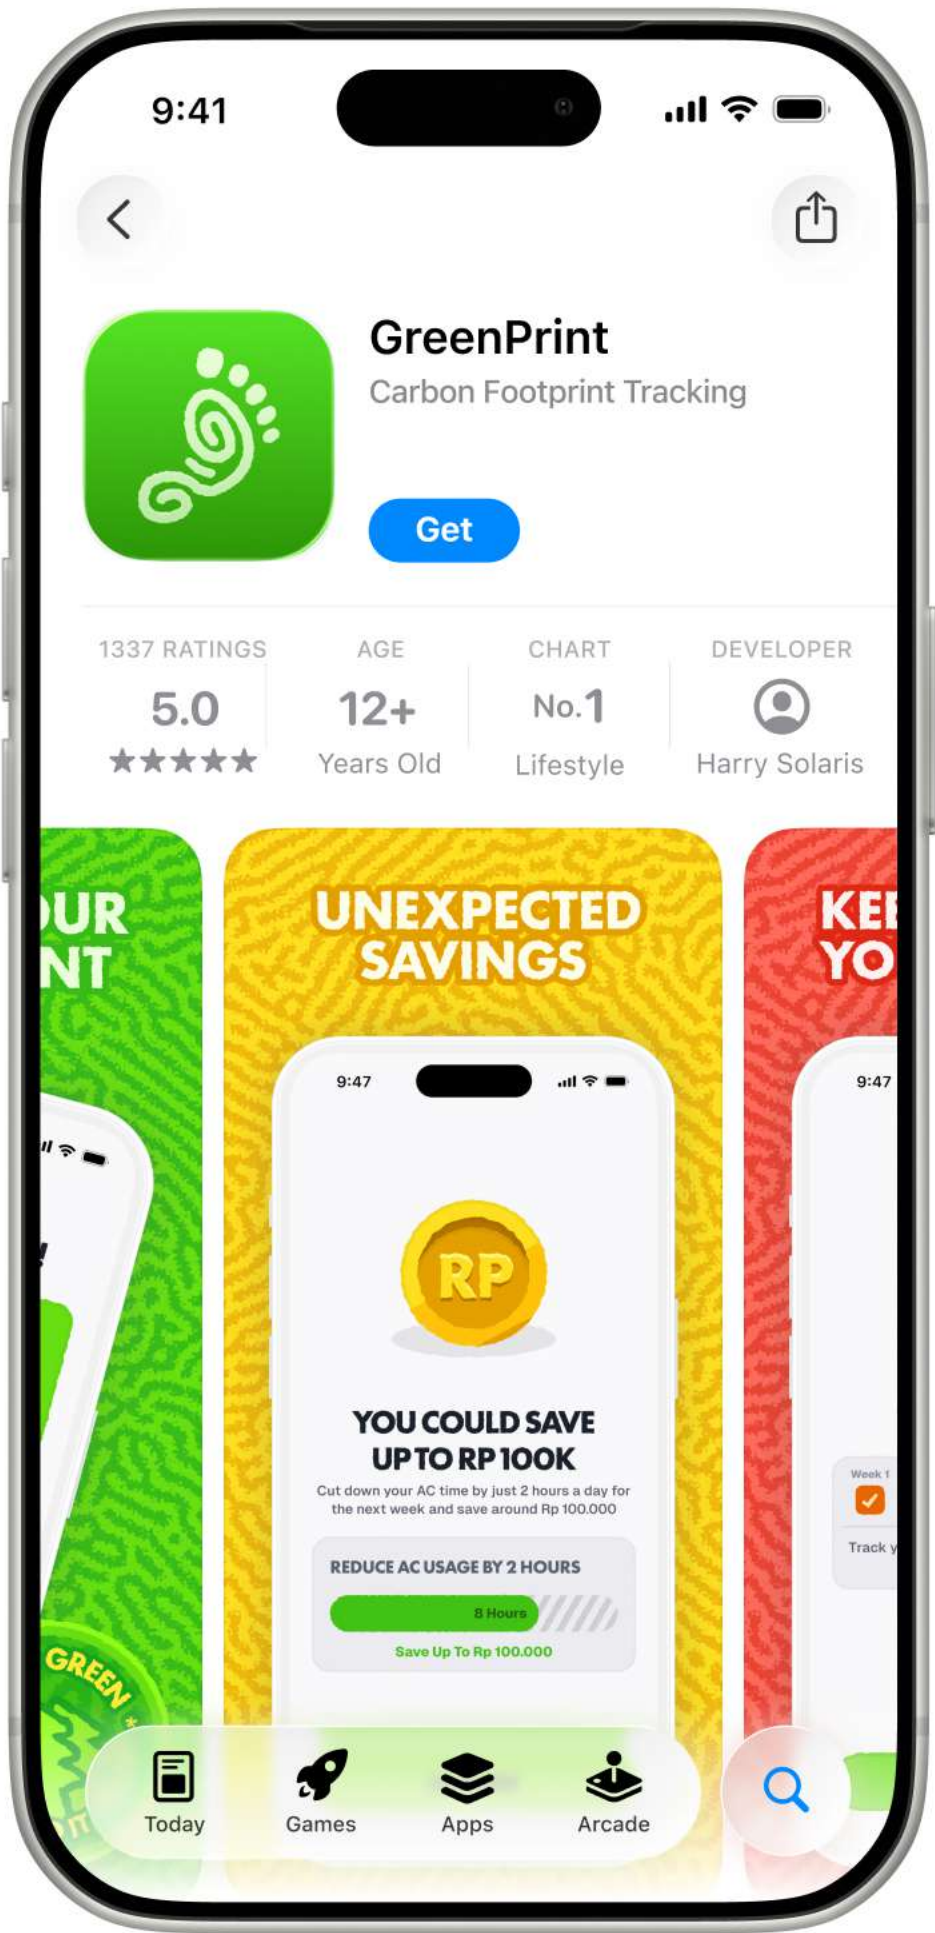 9:41
GreenPrint
Carbon Footprint Tracking
Get
1337 RATINGS
5.0
★★★★★
AGE
12+
Years Old
CHART
No.1
Lifestyle
DEVELOPER
Harry Solaris
OUR
NT
!
GREEN
UNEXPECTED
SAVINGS
9:47
RP
YOU COULD SAVE
UP TO RP 100K
Cut down your AC time by just 2 hours a day for
the next week and save around Rp 100.000
REDUCE AC USAGE BY 2 HOURS
8 Hours
Save Up To Rp 100.000
KEE
YO
9:47
Week 1
Track y
Today
Games
Apps
Arcade